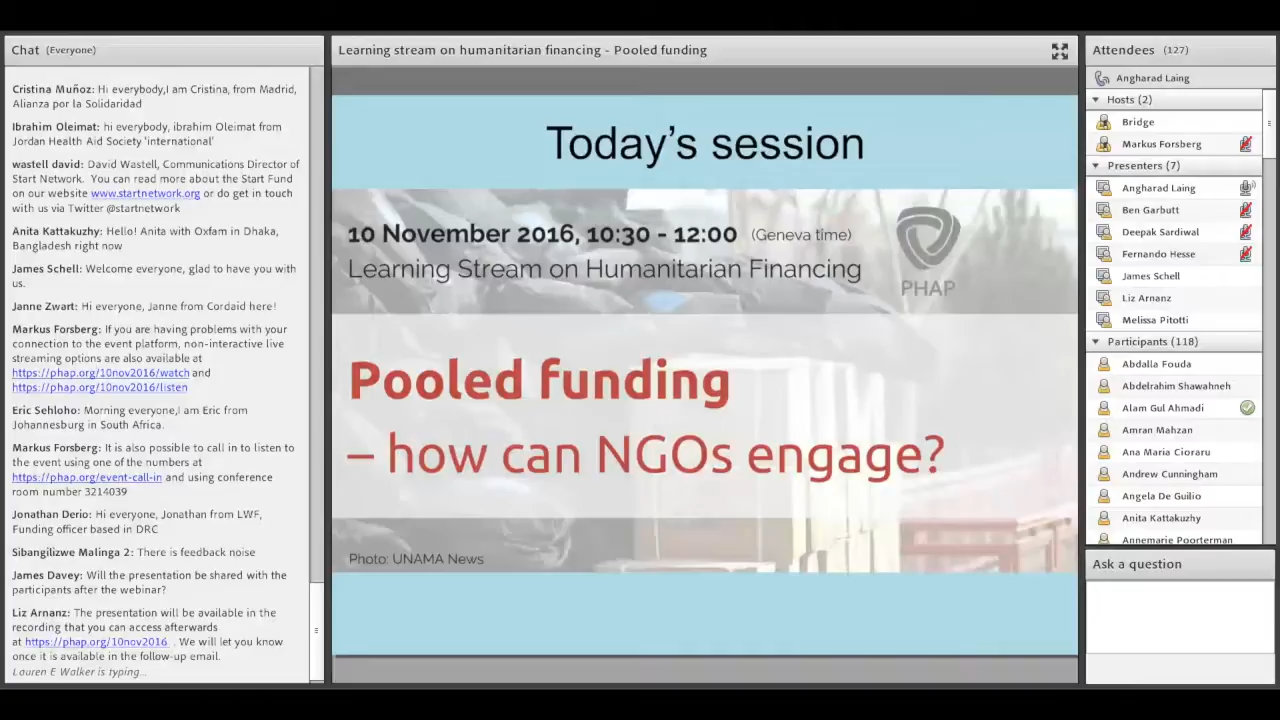 Chat (Everyone)
Cristina Muñoz: Hi everybody,I am Cristina, from Madrid,
Alianza por la Solidaridad
Ibrahim Oleimat: hi everybody, ibrahim Oleimat from
Jordan Health Aid Society 'international'
wastell david: David Wastell, Communications Director of
Start Network. You can read more about the Start Fund
on our website www.startnetwork.org or do get in touch
with us via Twitter @startnetwork
Anita Kattakuzhy: Hello! Anita with Oxfam in Dhaka,
Bangladesh right now
James Schell: Welcome everyone, glad to have you with
us.
Janne Zwart: Hi everyone, Janne from Cordaid here!
Markus Forsberg: If you are having problems with your
connection to the event platform, non-interactive live
streaming options are also available at
https://phap.org/10nov2016/watch and
https://phap.org/10nov2016/listen
Eric Sehloho: Morning everyone,I am Eric from
Johannesburg in South Africa.
Markus Forsberg: It is also possible to call in to listen to
the event using one of the numbers at
https://phap.org/event-call-in and using conference
room number 3214039
Jonathan Derio: Hi everyone, Jonathan from LWF,
Funding officer based in DRC
Sibangilizwe Malinga 2: There is feedback noise
James Davey: Will the presentation be shared with the
participants after the webinar?
Liz Arnanz: The presentation will be available in the
recording that you can access afterwards
at https://phap.org/10nov2016 . We will let you know
once it is available in the follow-up email.
Lauren E Walker is typing...
Learning stream on humanitarian financing - Pooled funding
Today's session
10 November 2016, 10:30 - 12:00 (Geneva time)
Learning Stream on Humanitarian Financing
PHAP
Pooled funding
– how can NGOs engage?
Photo: UNAMA News
Attendees (127)
Angharad Laing
Hosts (2)
Bridge
Markus Forsberg
Presenters (7)
Angharad Laing
Ben Garbutt
Deepak Sardiwal
Fernando Hesse
James Schell
Liz Arnanz
Melissa Pitotti
Participants (118)
Abdalla Fouda
Abdelrahim Shawahneh
Alam Gul Ahmadi
Amran Mahzan
Ana Maria Cioraru
Andrew Cunningham
Angela De Guilio
Anita Kattakuzhy
Annemarie Poorterman
Ask a question